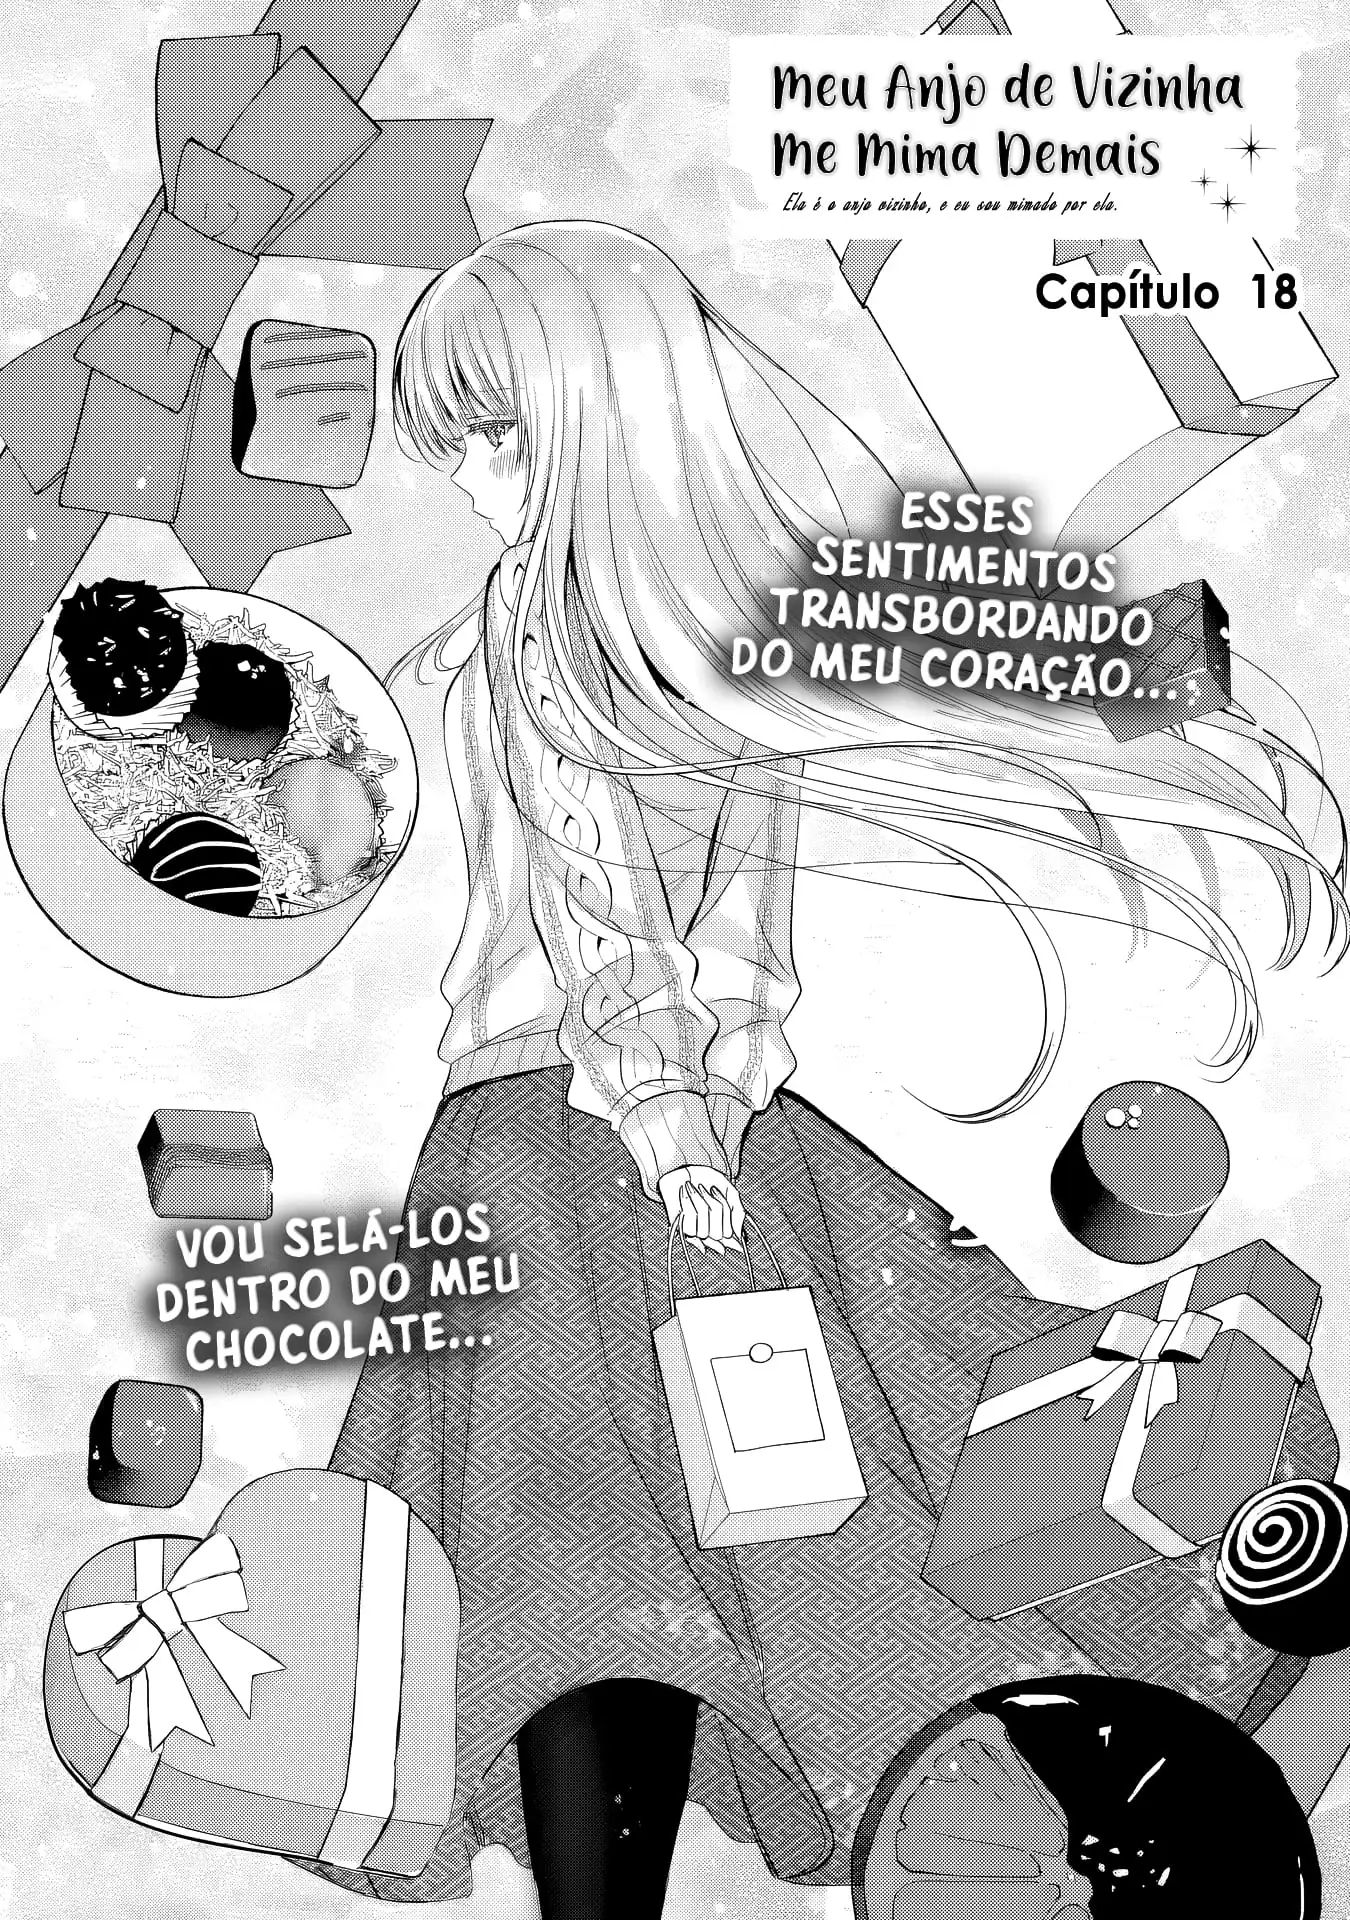 Meu Anjo de Vizinha
Me Mima Demais
Ela é o anjo vizinho, e eu sou mimado por ela.
Capítulo 18
ESSES
SENTIMENTOS
TRANSBORDANDO
DO MEU CORAÇÃO...
VOU SELÁ-LOS
DENTRO DO MEU
CHOCOLATE...